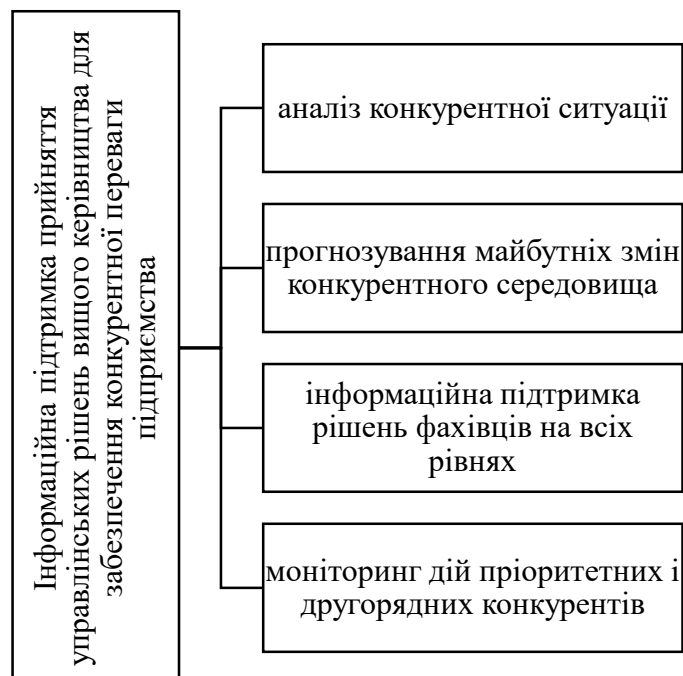 Інформаційна підтримка прийняття
управлінських рішень вищого керівництва для
забезпечення конкурентної переваги
підприємства
аналіз конкурентної ситуації
прогнозування майбутніх змін
конкурентного середовища
інформаційна підтримка
рішень фахівців на всіх
рівнях
моніторинг дій пріоритетних і
другорядних конкурентів